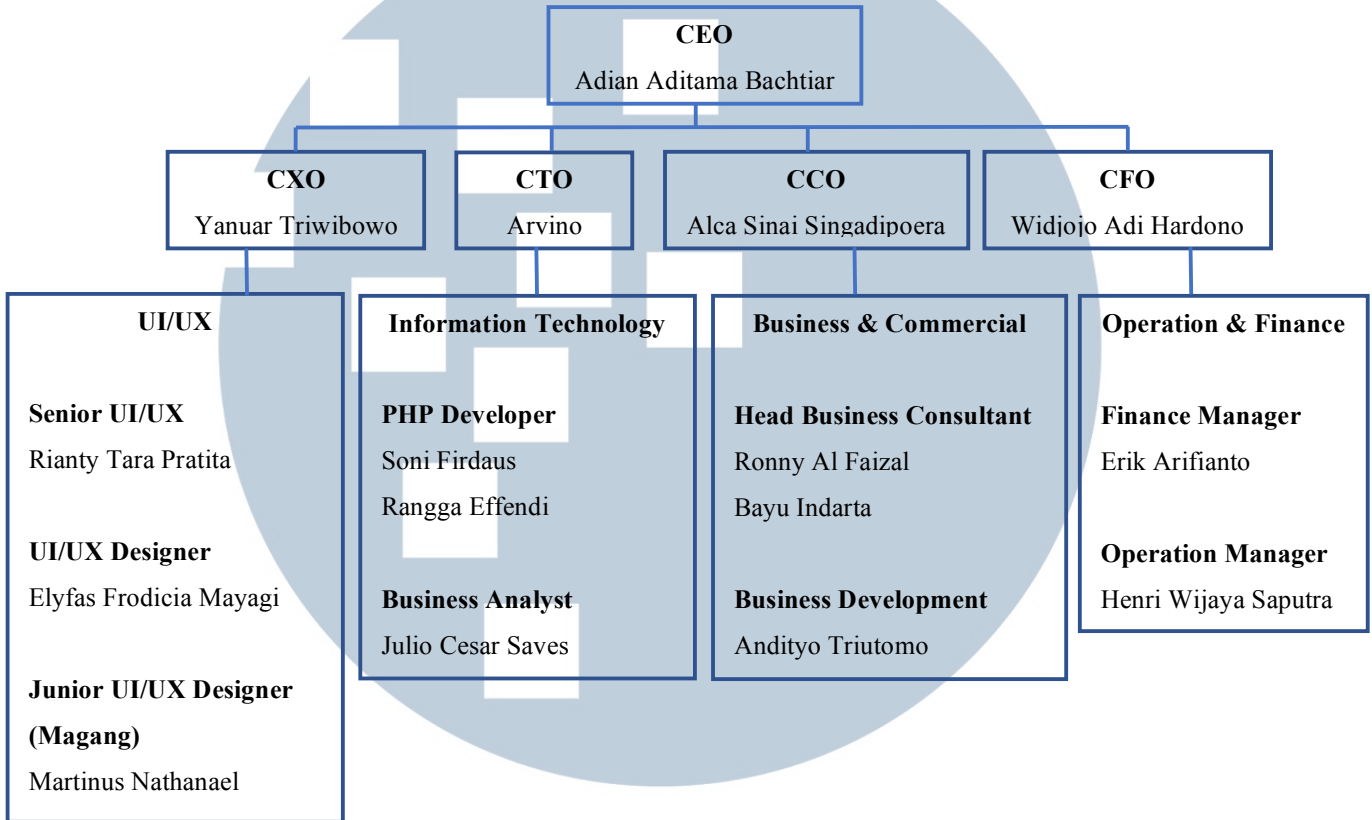 CEO
Adian Aditama Bachtiar
CXO
Yanuar Triwibowo
CTO
Arvino
CCO
Alca Sinai Singadipoera
CFO
Widjojo Adi Hardono
UI/UX
Senior UI/UX
Rianty Tara Pratita
UI/UX Designer
Elyfas Frodicia Mayagi
Junior UI/UX Designer
(Magang)
Martinus Nathanael
Information Technology
PHP Developer
Soni Firdaus
Rangga Effendi
Business Analyst
Julio Cesar Saves
Business & Commercial
Head Business Consultant
Ronny Al Faizal
Bayu Indarta
Business Development
Andityo Triutomo
Operation & Finance
Finance Manager
Erik Arifianto
Operation Manager
Henri Wijaya Saputra